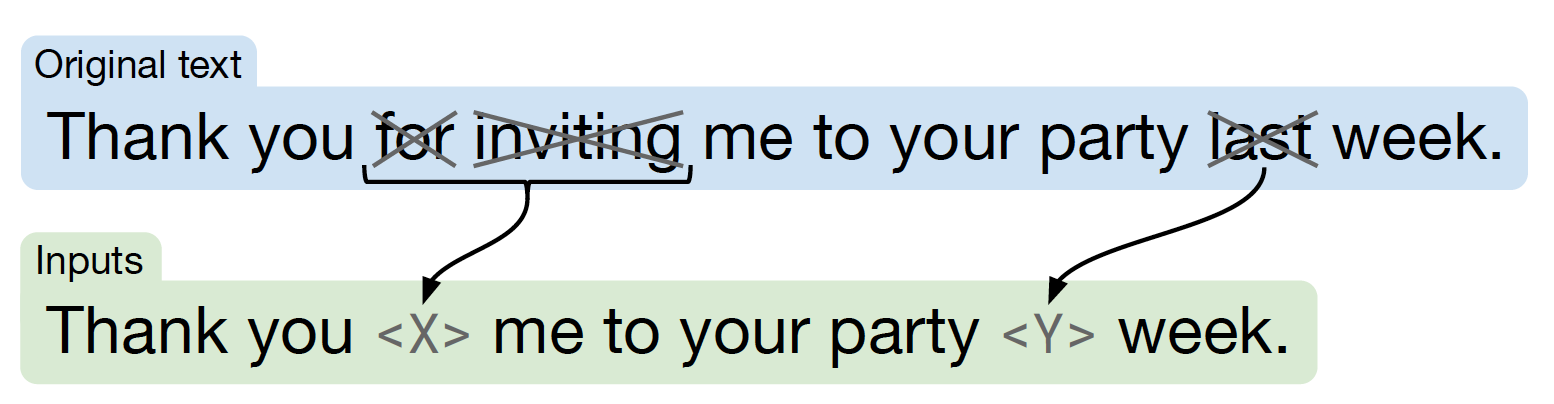 Original text
Thank you for inviting me to your party last week.
Inputs
Thank you <X> me to your party <Y> week.